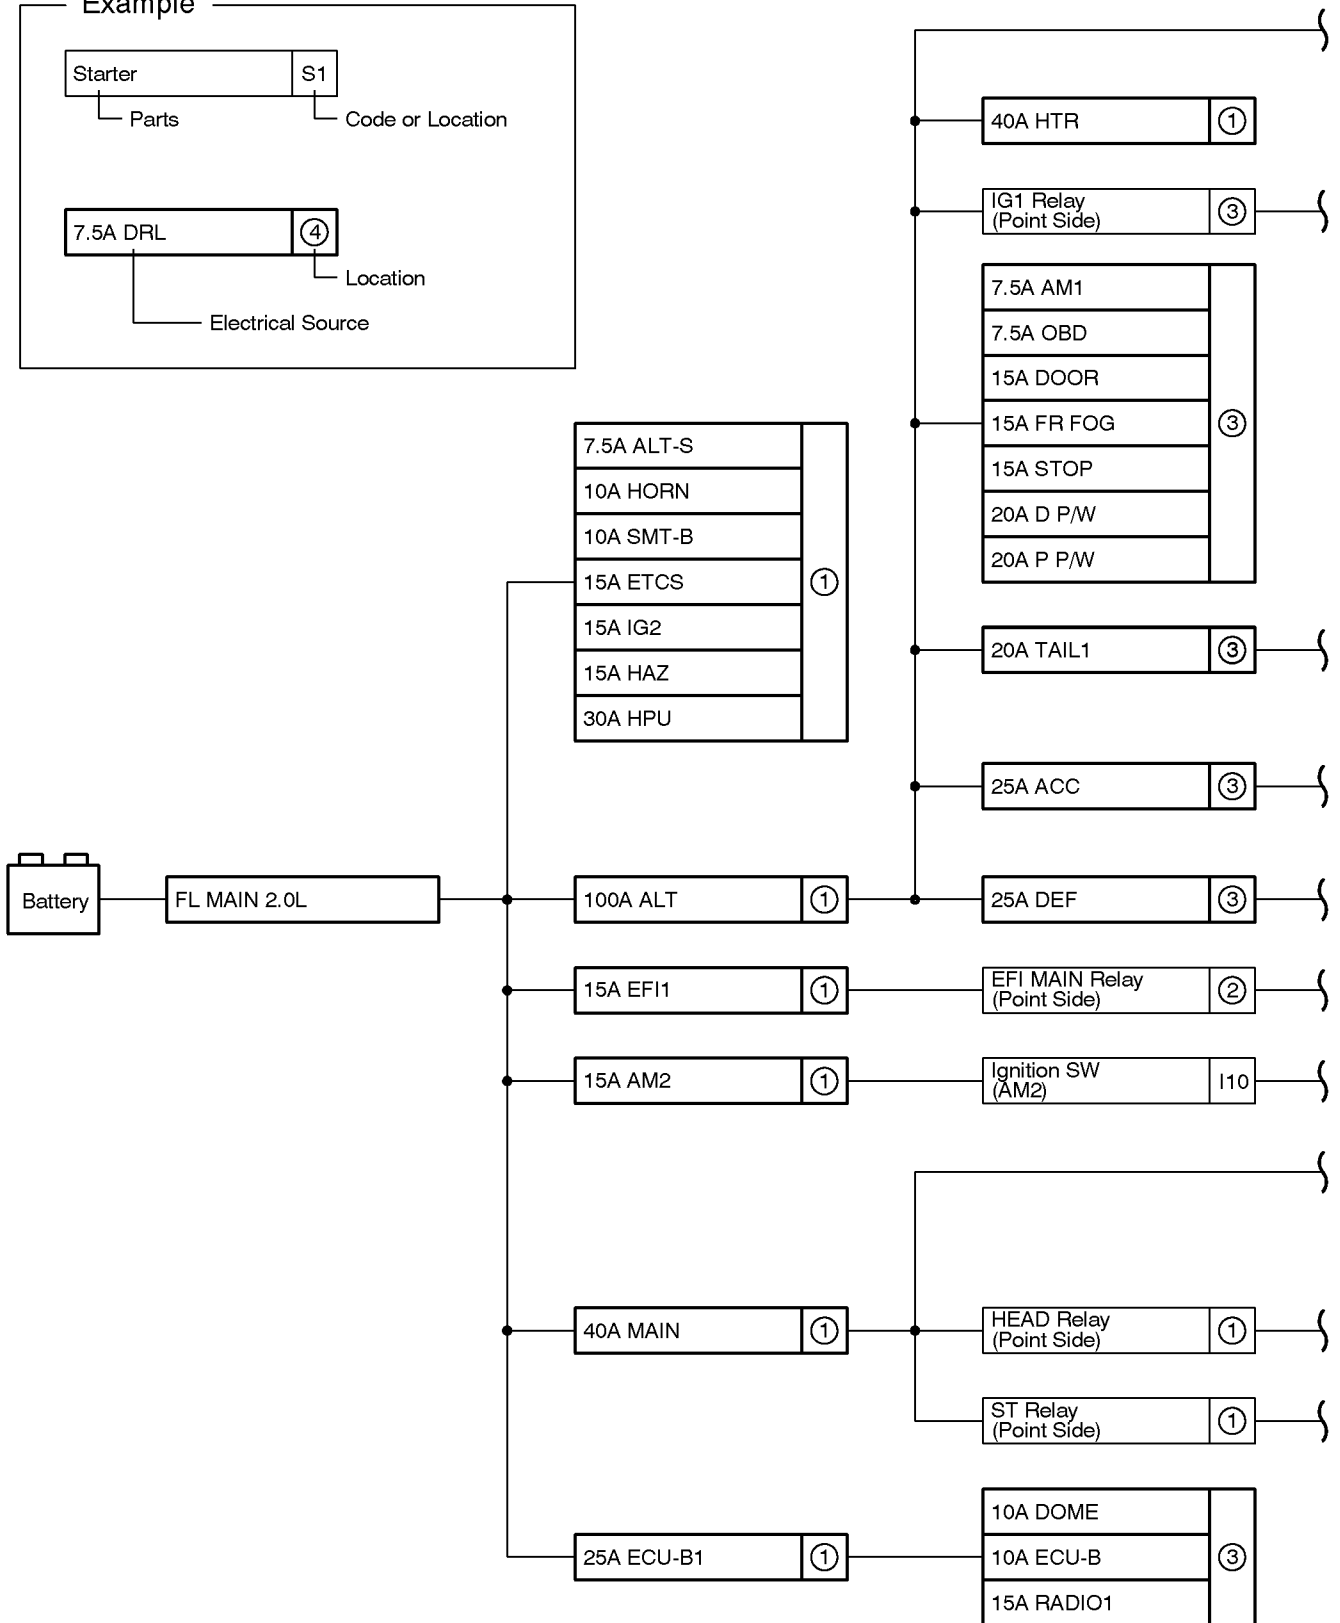 Example
Starter S1
Parts
Code or Location
7.5A DRL 4
Location
Electrical Source
40A HTR 1
IG1 Relay
(Point Side) 3
7.5A AM1
7.5A OBD
15A DOOR
15A FR FOG 3
15A STOP
20A D P/W
20A P P/W
7.5A ALT-S
10A HORN
10A SMT-B
15A ETCS 1
15A IG2
15A HAZ
30A HPU
20A TAIL1 3
25A ACC 3
Battery
FL MAIN 2.0L
100A ALT 1
25A DEF 3
15A EFI1 1
EFI MAIN Relay
(Point Side) 2
15A AM2 1
Ignition SW
(AM2) I10
40A MAIN 1
HEAD Relay
(Point Side) 1
ST Relay
(Point Side) 1
25A ECU-B1 1
10A DOME
10A ECU-B 3
15A RADIO1